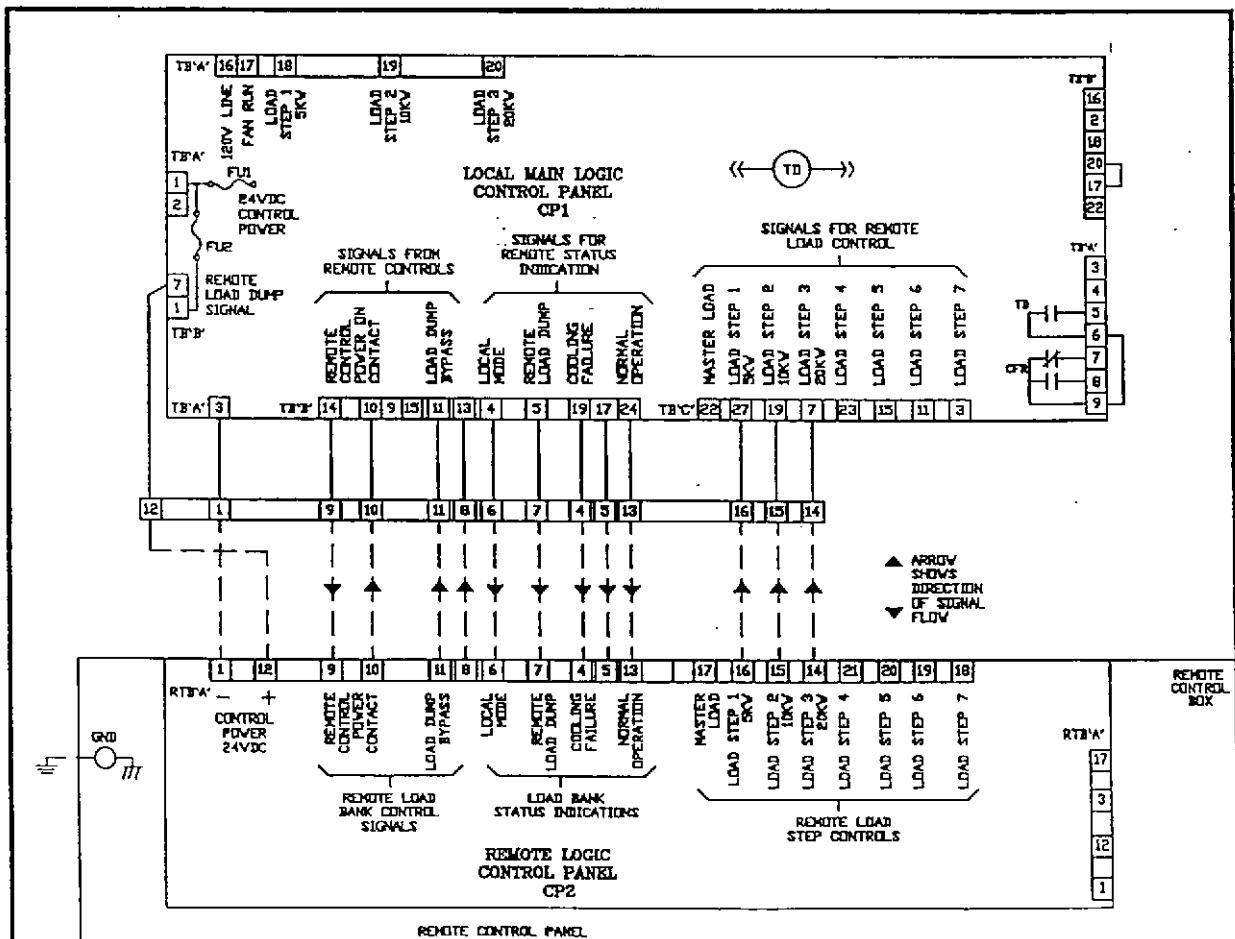 TB'A' 16 17 18 19 20
120V LINE
FAN RUN
LOAD
STEP 1
5KW
LOAD
STEP 2
10KW
LOAD
STEP 3
20KW
TB'A'
1
2
FU1
24VDC
CONTROL
POWER
FU2
7
1
REMOTE
LOAD DUMP
SIGNAL
TB'B'
LOCAL MAIN LOGIC
CONTROL PANEL
CP1
TD
16
2
18
20
17
22
TB'A'
3
4
5
6
7
8
9
TD
CFR
SIGNALS FROM
REMOTE CONTROLS
SIGNALS FOR
REMOTE STATUS
INDICATION
SIGNALS FOR REMOTE
LOAD CONTROL
REMOTE
CONTROL
POWER ON
CONTACT
LOAD DUMP
BYPASS
LOCAL
MODE
REMOTE
LOAD DUMP
COOLING
FAILURE
NORMAL
OPERATION
MASTER LOAD
LOAD STEP 1
5KW
LOAD STEP 2
10KW
LOAD STEP 3
20KW
LOAD STEP 4
LOAD STEP 5
LOAD STEP 6
LOAD STEP 7
TB'A' 3 TB'B' 14 10 9 15 11 13 4 5 19 17 24 TB'C' 22 27 19 7 23 15 11 3
12 1 9 10 11 8 6 7 4 5 13 16 15 14
ARROW
SHOWS
DIRECTION
OF SIGNAL
FLOW
1 12 9 10 11 8 6 7 4 5 13 17 16 15 14 21 20 19 18
RTB'A'
- +
CONTROL
POWER
24VDC
REMOTE
CONTROL
POWER
CONTACT
LOAD DUMP
BYPASS
LOCAL
MODE
REMOTE
LOAD DUMP
COOLING
FAILURE
NORMAL
OPERATION
MASTER
LOAD
LOAD STEP 1
5KW
LOAD STEP 2
10KW
LOAD STEP 3
20KW
LOAD STEP 4
LOAD STEP 5
LOAD STEP 6
LOAD STEP 7
REMOTE
CONTROL
BOX
GND
REMOTE LOAD
BANK CONTROL
SIGNALS
LOAD BANK
STATUS INDICATIONS
REMOTE LOAD
STEP CONTROLS
RTB'A'
17
3
12
1
REMOTE LOGIC
CONTROL PANEL
CP2
REMOTE CONTROL PANEL